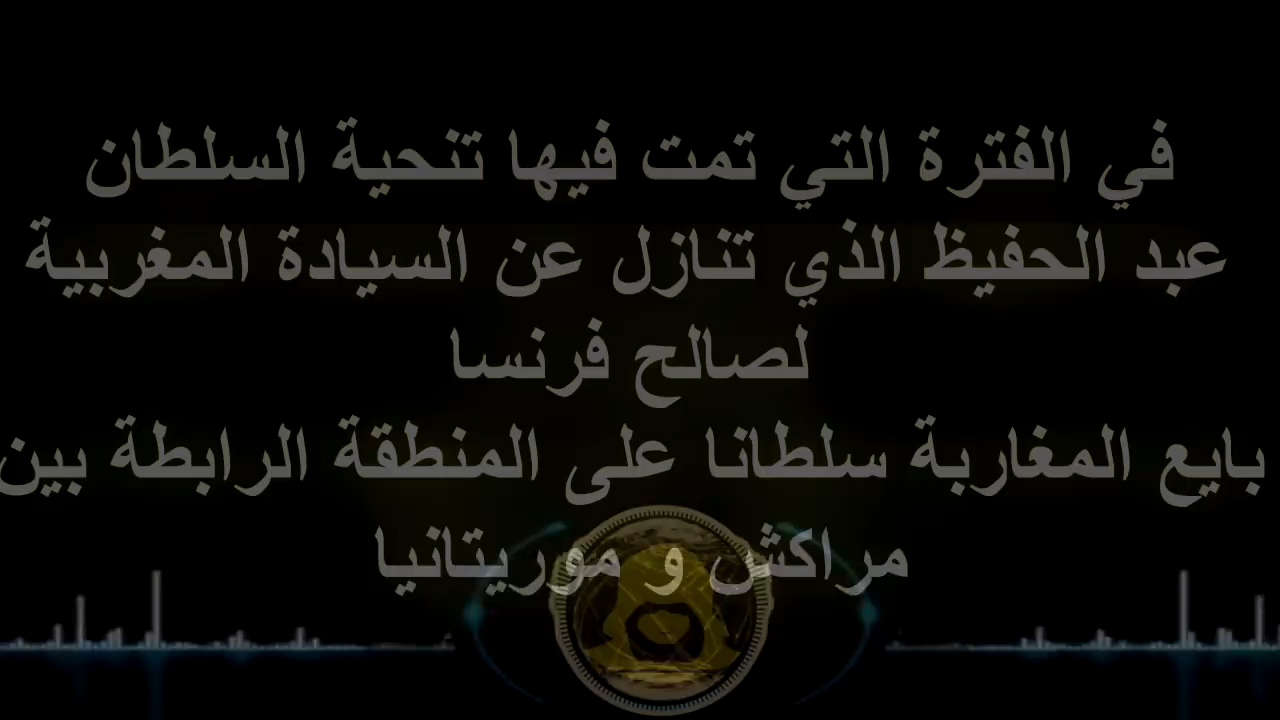 في الفترة التي تمت فيها تنحية السلطان
عبد الحفيظ الذي تنازل عن السيادة المغربية
لصالح فرنسا
بايع المغاربة سلطانا على المنطقة الرابطة بين
مراكش و موريتانيا